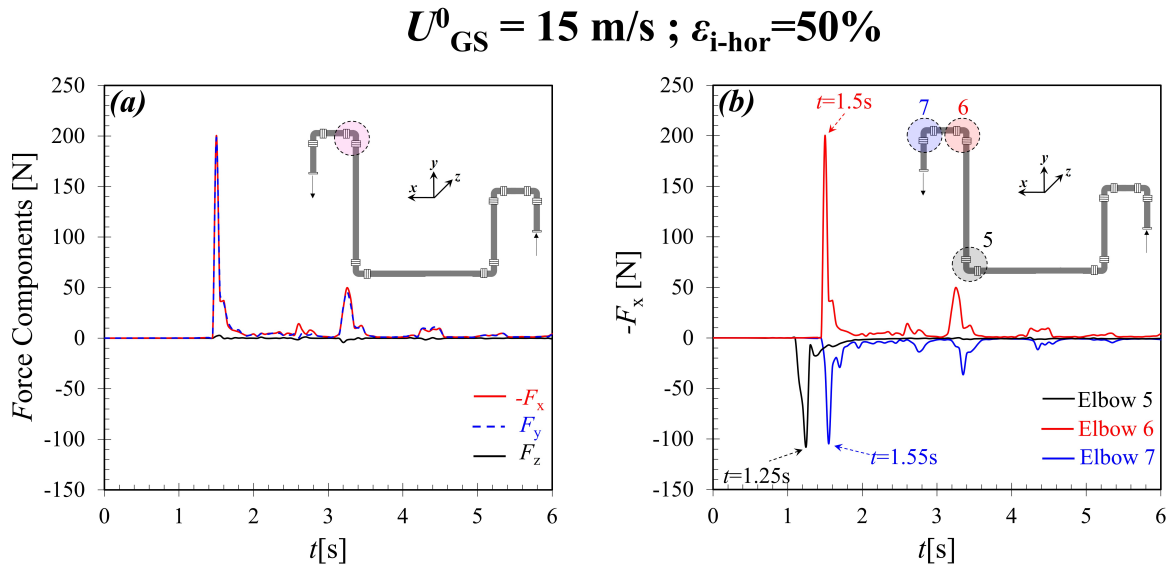 U⁰GS = 15 m/s ; εi-hor=50%
(a)
Force Components [N]
250
200
150
100
50
0
-50
-100
-150
y
z
x
-Fx
Fy
Fz
0 1 2 3 4 5 6
t[s]
(b)
-Fx [N]
250
200
150
100
50
0
-50
-100
-150
t=1.5s
7 6
y
z
x
5
Elbow 5
Elbow 6
Elbow 7
t=1.55s
t=1.25s
0 1 2 3 4 5 6
t[s]